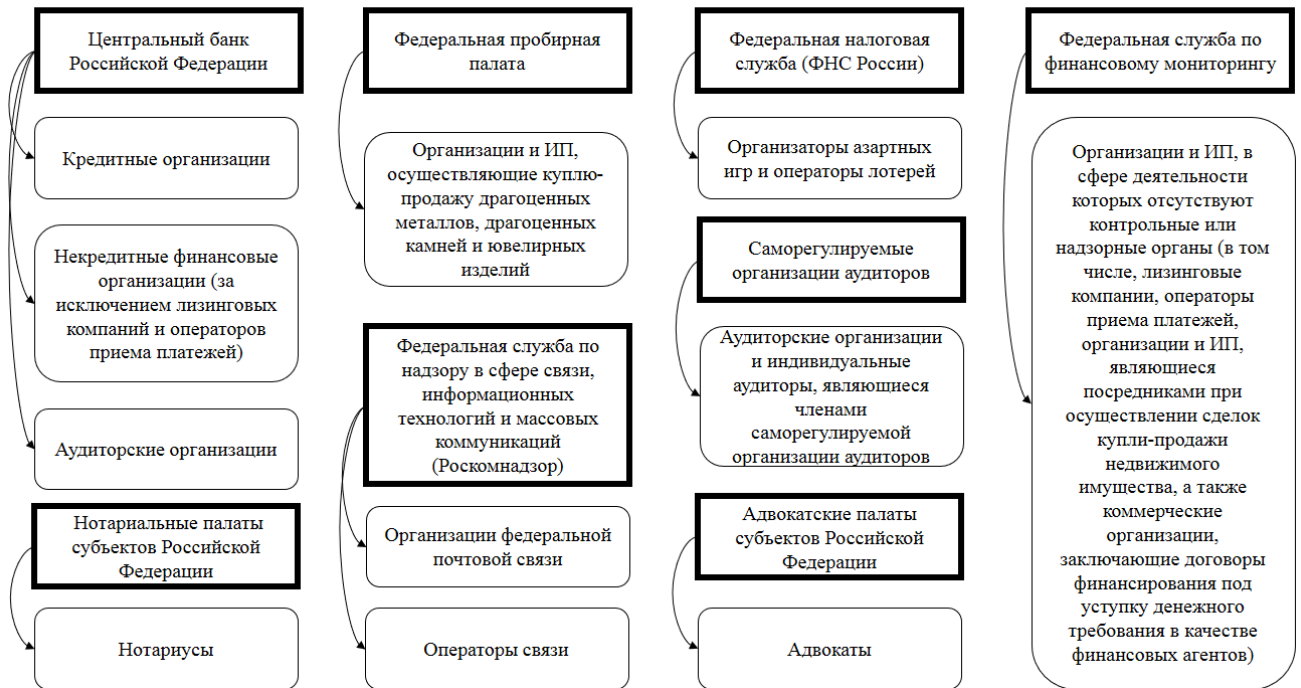 Центральный банк
Российской Федерации
Кредитные организации
Некредитные финансовые
организации (за
исключением лизинговых
компаний и операторов
приема платежей)
Аудиторские организации
Нотариальные палаты
субъектов Российской
Федерации
Нотариусы
Федеральная пробирная
палата
Организации и ИП,
осуществляющие куплю-
продажу драгоценных
металлов, драгоценных
камней и ювелирных
изделий
Федеральная служба по
надзору в сфере связи,
информационных
технологий и массовых
коммуникаций
(Роскомнадзор)
Организации федеральной
почтовой связи
Операторы связи
Федеральная налоговая
служба (ФНС России)
Организаторы азартных
игр и операторы лотерей
Саморегулируемые
организации аудиторов
Аудиторские организации
и индивидуальные
аудиторы, являющиеся
членами
саморегулируемой
организации аудиторов
Адвокатские палаты
субъектов Российской
Федерации
Адвокаты
Федеральная служба по
финансовому мониторингу
Организации и ИП, в
сфере деятельности
которых отсутствуют
контрольные или
надзорные органы (в том
числе, лизинговые
компании, операторы
приема платежей,
организации и ИП,
являющиеся
посредниками при
осуществлении сделок
купли-продажи
недвижимого
имущества, а также
коммерческие
организации,
заключающие договоры
финансирования под
уступку денежного
требования в качестве
финансовых агентов)